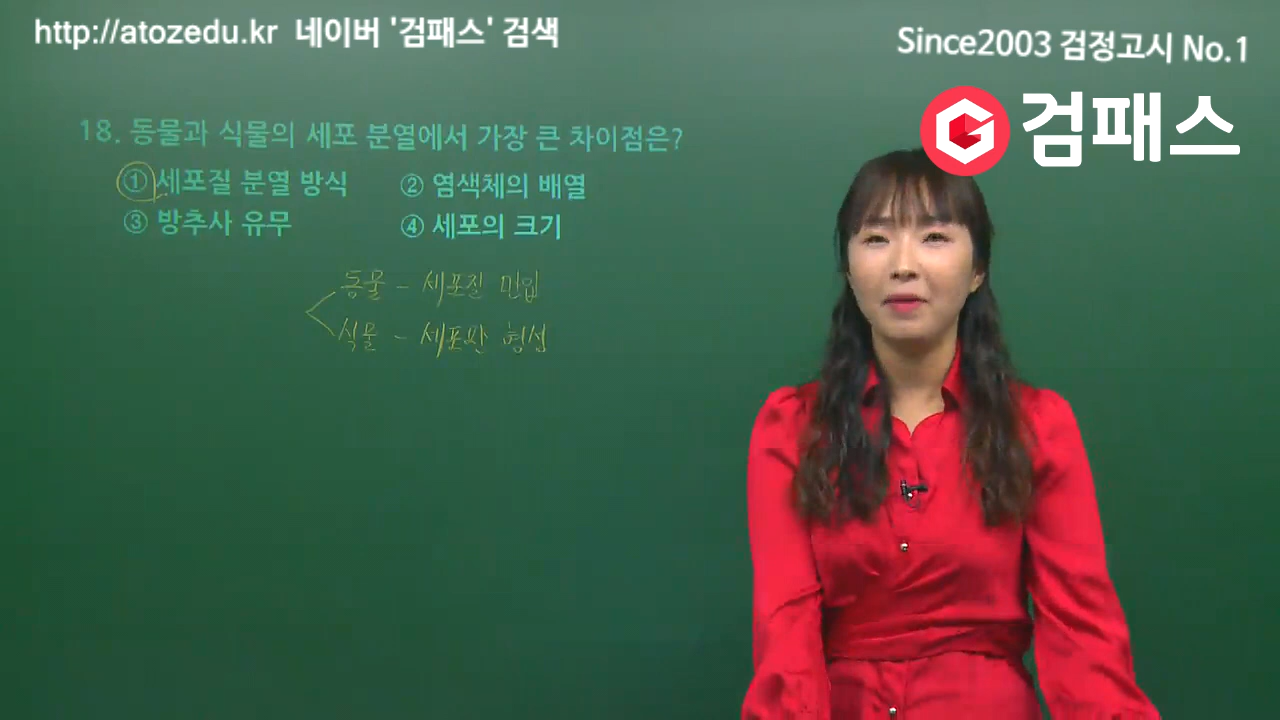 http://atozedu.kr 네이버 '검패스' 검색
Since2003 검정고시 No.1
검패스
18. 동물과 식물의 세포 분열에서 가장 큰 차이점은?
① 세포질 분열 방식 ② 염색체의 배열
③ 방추사 유무 ④ 세포의 크기
동물 - 세포질 만입
식물 - 세포판 형성